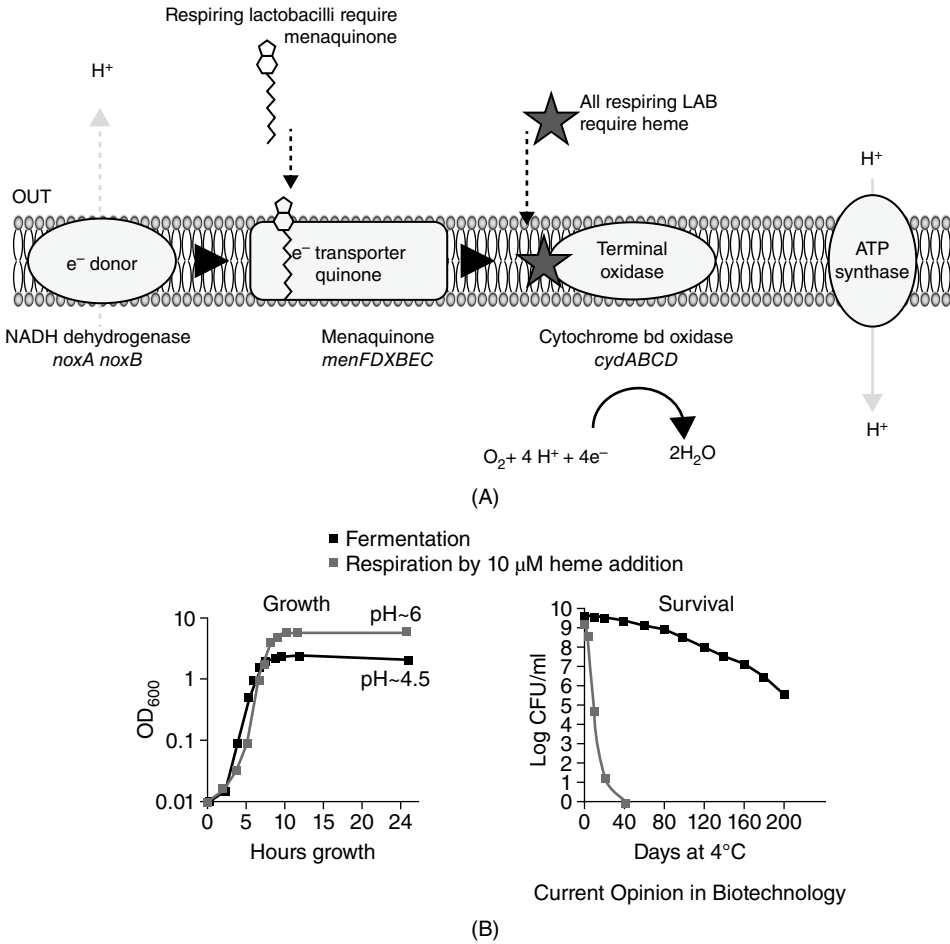 Respiring lactobacilli require
menaquinone
H⁺
All respiring LAB
require heme
H⁺
OUT
e⁻ donor
e⁻ transporter
quinone
Terminal
oxidase
ATP
synthase
NADH dehydrogenase
noxA noxB
Menaquinone
menFDXBEC
Cytochrome bd oxidase
cydABCD
H⁺
O₂+ 4 H⁺ + 4e⁻
2H₂O
(A)
Fermentation
Respiration by 10 μM heme addition
Growth
pH~6
pH~4.5
10
1
0.1
0.01
OD₆₀₀
0 5 10 15 20 24
Hours growth
Survival
10
9
8
7
6
5
4
3
2
1
0
Log CFU/ml
0 40 80 120 160 200
Days at 4°C
Current Opinion in Biotechnology
(B)